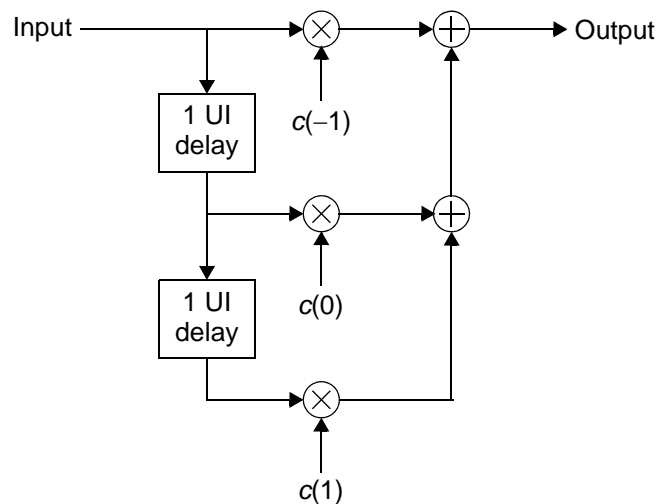 Input
Output
c(−1)
1 UI
delay
c(0)
1 UI
delay
c(1)